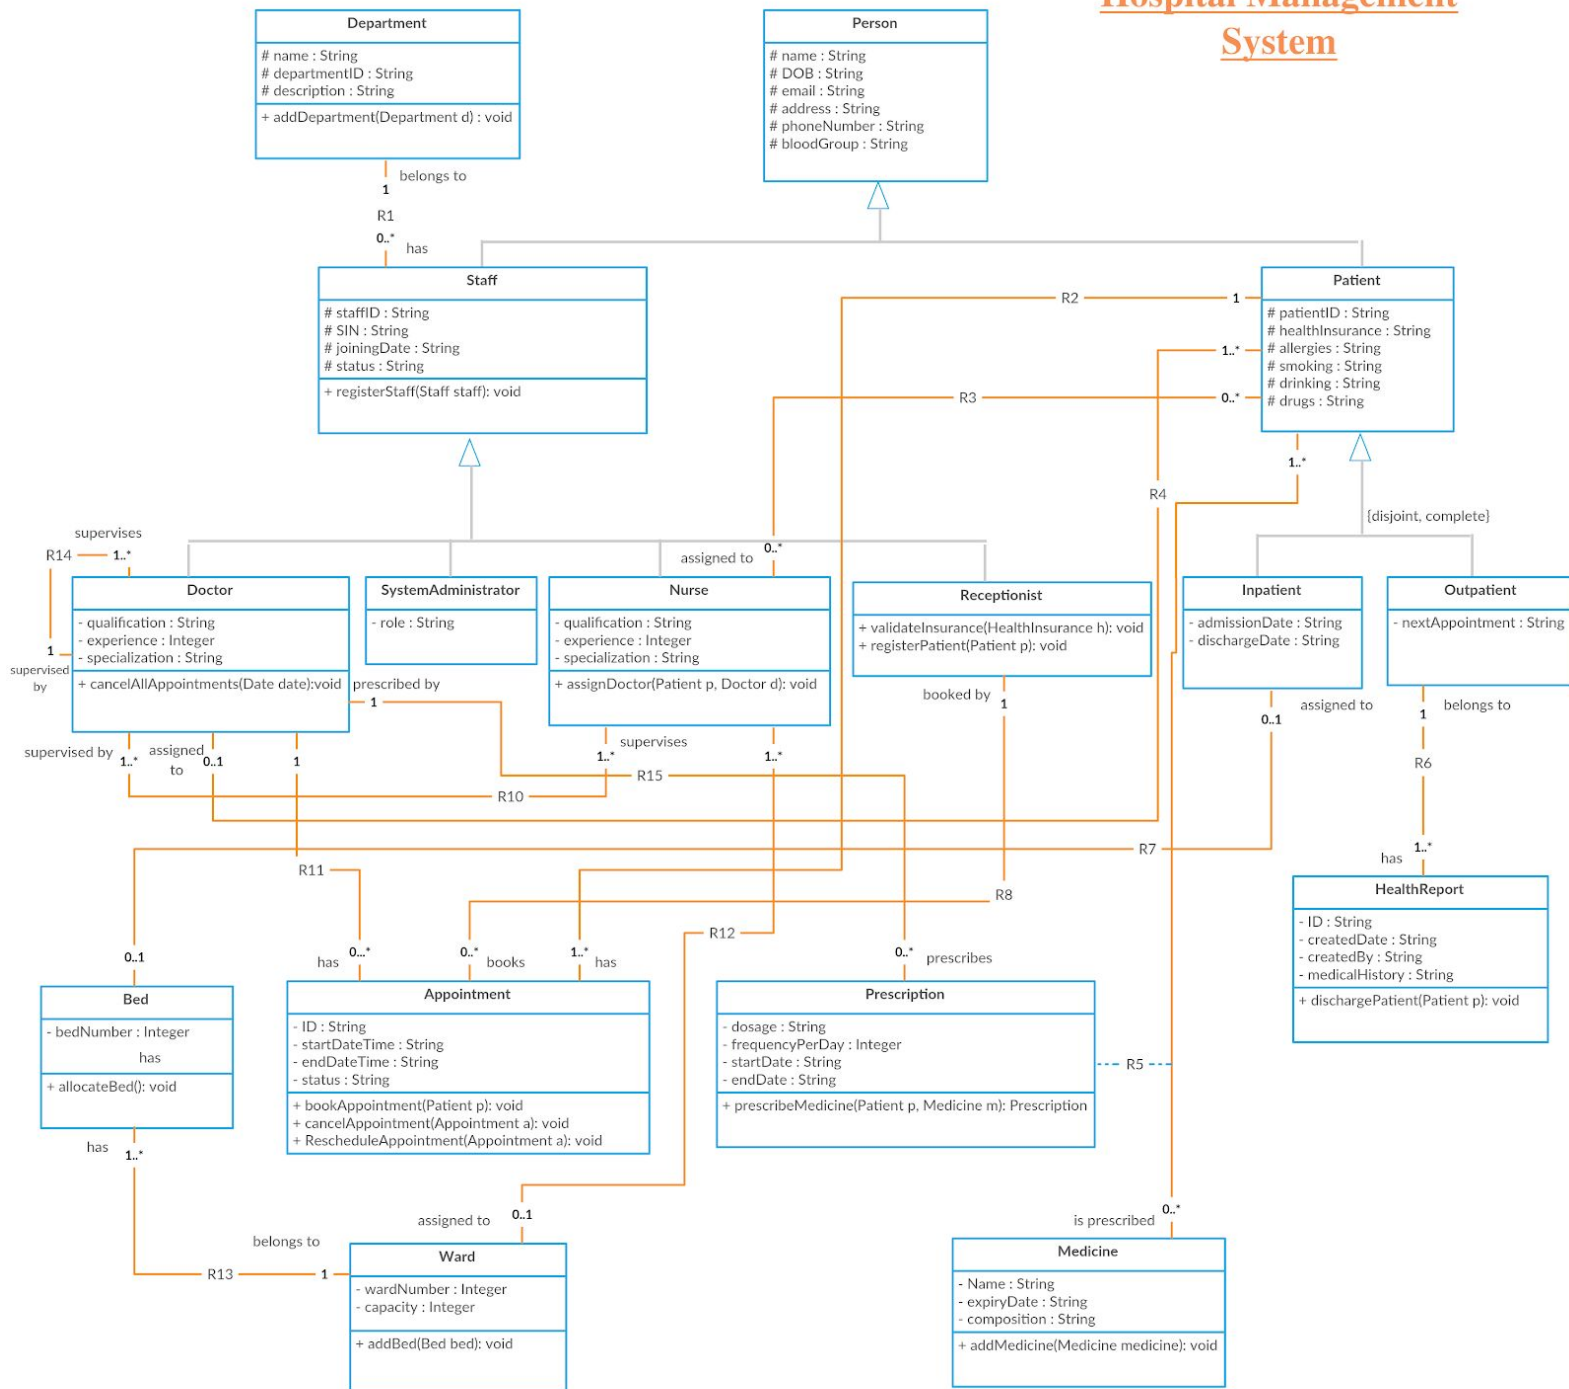 Hospital Management
System
Department
# name : String
# departmentID : String
# description : String
+ addDepartment(Department d) : void
Person
# name : String
# DOB : String
# email : String
# address : String
# phoneNumber : String
# bloodGroup : String
belongs to
1
R1
0..*
has
Staff
# staffID : String
# SIN : String
# joiningDate : String
# status : String
+ registerStaff(Staff staff): void
Patient
# patientID : String
# healthInsurance : String
# allergies : String
# smoking : String
# drinking : String
# drugs : String
R2
1
1..*
R3
0..*
1..*
R4
{disjoint, complete}
supervises
R14
1..*
1
supervised
by
assigned to
0..*
Doctor
- qualification : String
- experience : Integer
- specialization : String
+ cancelAllAppointments(Date date):void
SystemAdministrator
- role : String
Nurse
- qualification : String
- experience : Integer
- specialization : String
+ assignDoctor(Patient p, Doctor d): void
Receptionist
+ validateInsurance(HealthInsurance h): void
+ registerPatient(Patient p): void
Inpatient
- admissionDate : String
- dischargeDate : String
Outpatient
- nextAppointment : String
prescribed by
1
booked by
1
0..1
assigned to
1
belongs to
supervised by
1..*
assigned
to
0..1
1
1..*
supervises
1..*
R15
R10
R6
R7
R11
R8
1..*
has
R12
0..1
has
0...*
0..*
books
1..*
has
0..*
prescribes
HealthReport
- ID : String
- createdDate : String
- createdBy : String
- medicalHistory : String
+ dischargePatient(Patient p): void
Bed
- bedNumber : Integer
has
+ allocateBed(): void
Appointment
- ID : String
- startDateTime : String
- endDateTime : String
- status : String
+ bookAppointment(Patient p): void
+ cancelAppointment(Appointment a): void
+ RescheduleAppointment(Appointment a): void
Prescription
- dosage : String
- frequencyPerDay : Integer
- startDate : String
- endDate : String
+ prescribeMedicine(Patient p, Medicine m): Prescription
R5
has
1..*
assigned to
0..1
0..*
is prescribed
belongs to
R13
1
Ward
- wardNumber : Integer
- capacity : Integer
+ addBed(Bed bed): void
Medicine
- Name : String
- expiryDate : String
- composition : String
+ addMedicine(Medicine medicine): void